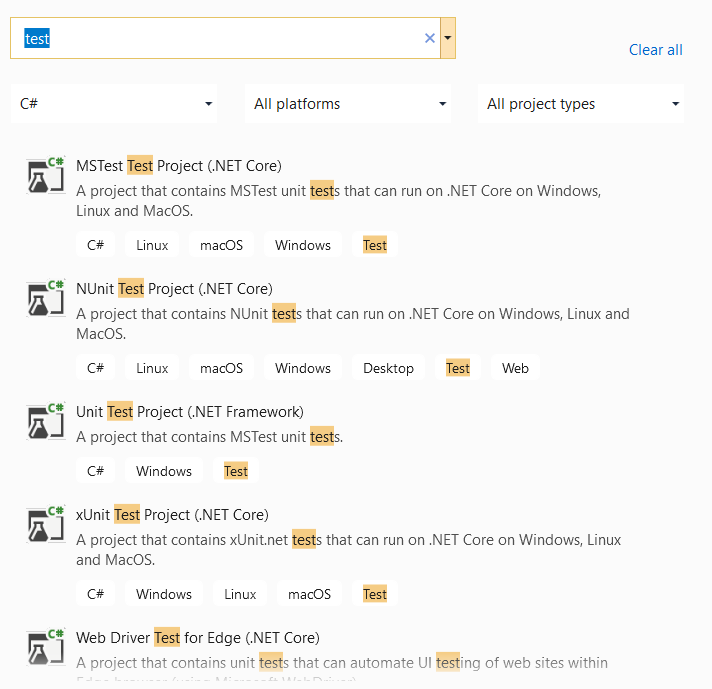 test
Clear all
C#
All platforms
All project types
C#
MSTest Test Project (.NET Core)
A project that contains MSTest unit tests that can run on .NET Core on Windows,
Linux and MacOS.
C# Linux macOS Windows Test
C#
NUnit Test Project (.NET Core)
A project that contains NUnit tests that can run on .NET Core on Windows, Linux and
MacOS.
C# Linux macOS Windows Desktop Test Web
C#
Unit Test Project (.NET Framework)
A project that contains MSTest unit tests.
C# Windows Test
C#
xUnit Test Project (.NET Core)
A project that contains xUnit.net tests that can run on .NET Core on Windows, Linux
and MacOS.
C# Windows Linux macOS Test
C#
Web Driver Test for Edge (.NET Core)
A project that contains unit tests that can automate UI testing of web sites within
Edge browser (using Microsoft WebDriver).